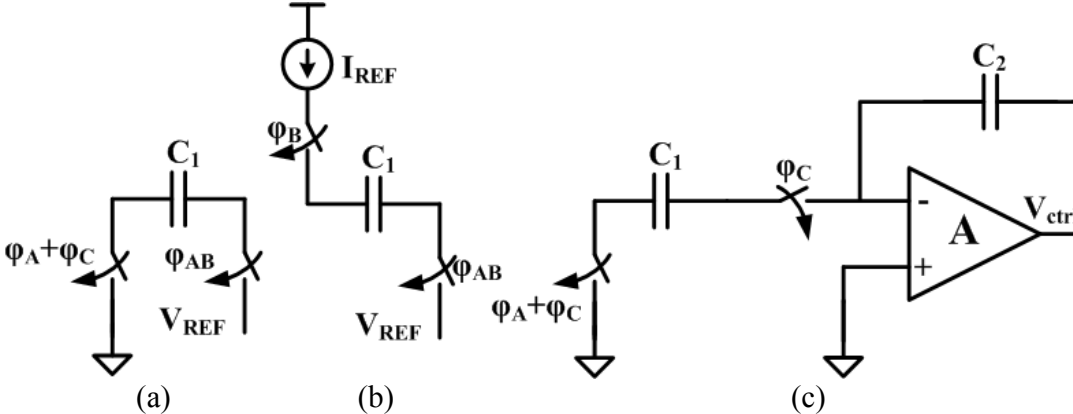 I_REF
φ_B
C₁
φ_A+φ_C
φ_AB
V_REF
(a)
C₁
φ_AB
V_REF
(b)
C₂
C₁
φ_C
-
A
+
V_ctr
φ_A+φ_C
(c)